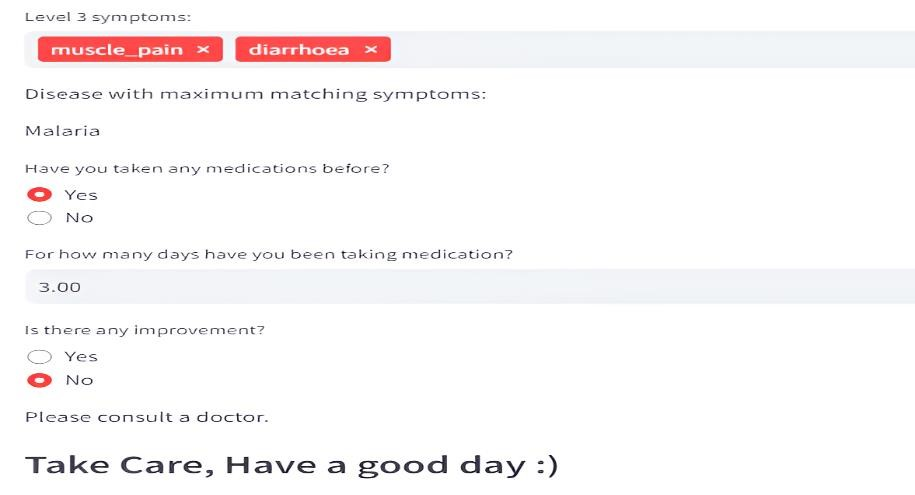 Level 3 symptoms:
muscle_pain × diarrhoea ×
Disease with maximum matching symptoms:
Malaria
Have you taken any medications before?
Yes
No
For how many days have you been taking medication?
3.00
Is there any improvement?
Yes
No
Please consult a doctor.
Take Care, Have a good day :)